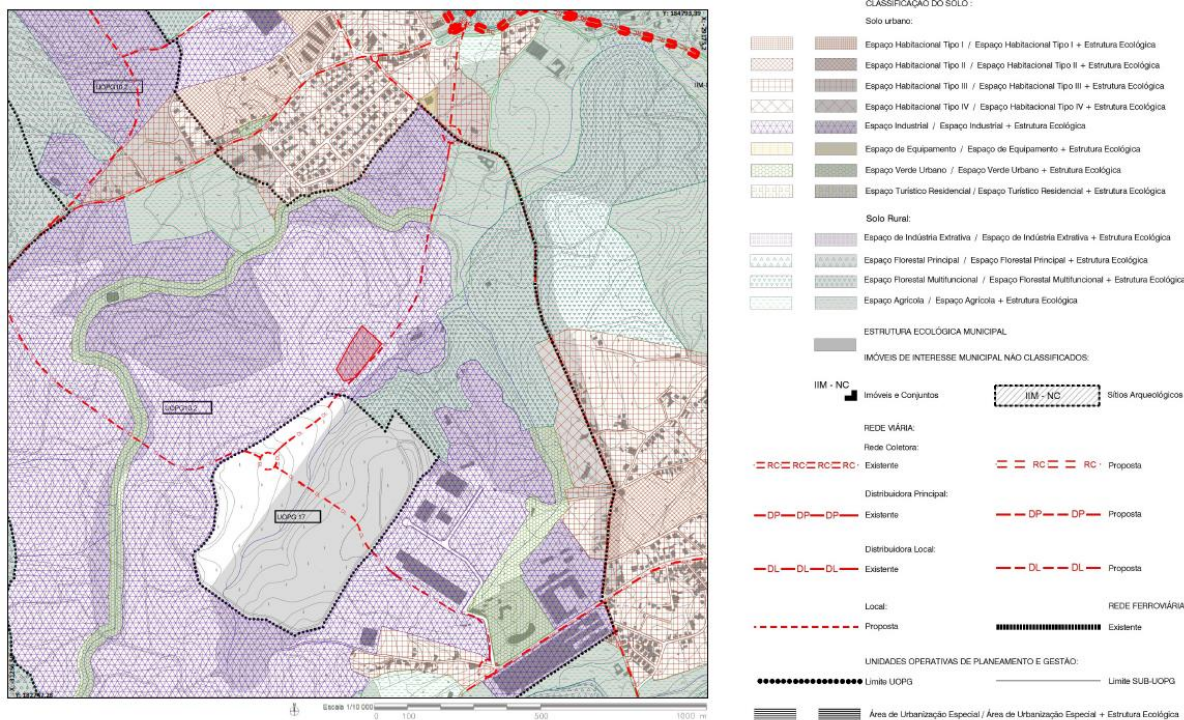 Y: 184793,39
UOPG10.2
IIM-
UOPG10.2
UOPG 17
Escala 1/10 000
0 100 500 1000 m
CLASSIFICAÇÃO DO SOLO :
Solo urbano:
Espaço Habitacional Tipo I / Espaço Habitacional Tipo I + Estrutura Ecológica
Espaço Habitacional Tipo II / Espaço Habitacional Tipo II + Estrutura Ecológica
Espaço Habitacional Tipo III / Espaço Habitacional Tipo III + Estrutura Ecológica
Espaço Habitacional Tipo IV / Espaço Habitacional Tipo IV + Estrutura Ecológica
Espaço Industrial / Espaço Industrial + Estrutura Ecológica
Espaço de Equipamento / Espaço de Equipamento + Estrutura Ecológica
Espaço Verde Urbano / Espaço Verde Urbano + Estrutura Ecológica
Espaço Turístico Residencial / Espaço Turístico Residencial + Estrutura Ecológica
Solo Rural:
Espaço de Indústria Extrativa / Espaço de Indústria Extrativa + Estrutura Ecológica
Espaço Florestal Principal / Espaço Florestal Principal + Estrutura Ecológica
Espaço Florestal Multifuncional / Espaço Florestal Multifuncional + Estrutura Ecológica
Espaço Agrícola / Espaço Agrícola + Estrutura Ecológica
ESTRUTURA ECOLÓGICA MUNICIPAL
IMÓVEIS DE INTERESSE MUNICIPAL NÃO CLASSIFICADOS:
IIM - NC Imóveis e Conjuntos
IIM - NC Sítios Arqueológicos
REDE VIÁRIA:
Rede Coletora:
RC RC RC RC Existente
RC RC Proposta
Distribuidora Principal:
DP DP DP Existente
DP DP Proposta
Distribuidora Local:
DL DL DL Existente
DL DL Proposta
Local:
Proposta
REDE FERROVIÁRIA
Existente
UNIDADES OPERATIVAS DE PLANEAMENTO E GESTÃO:
Limite UOPG
Limite SUB-UOPG
Área de Urbanização Especial / Área de Urbanização Especial + Estrutura Ecológica